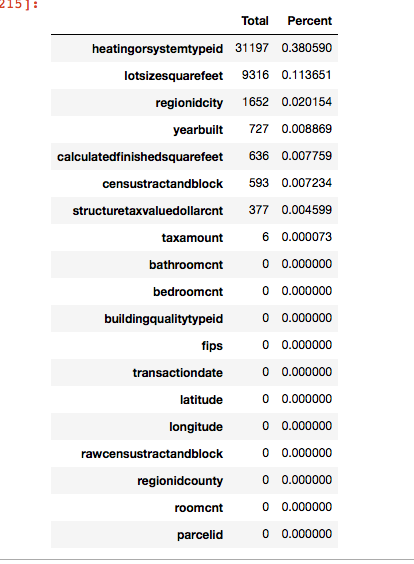 215]:
Total Percent
heatingorsystemtypeid 31197 0.380590
lotsizesquarefeet 9316 0.113651
regionidcity 1652 0.020154
yearbuilt 727 0.008869
calculatedfinishedsquarefeet 636 0.007759
censustractandblock 593 0.007234
structuretaxvaluedollarcnt 377 0.004599
taxamount 6 0.000073
bathroomcnt 0 0.000000
bedroomcnt 0 0.000000
buildingqualitytypeid 0 0.000000
fips 0 0.000000
transactiondate 0 0.000000
latitude 0 0.000000
longitude 0 0.000000
rawcensustractandblock 0 0.000000
regionidcounty 0 0.000000
roomcnt 0 0.000000
parcelid 0 0.000000